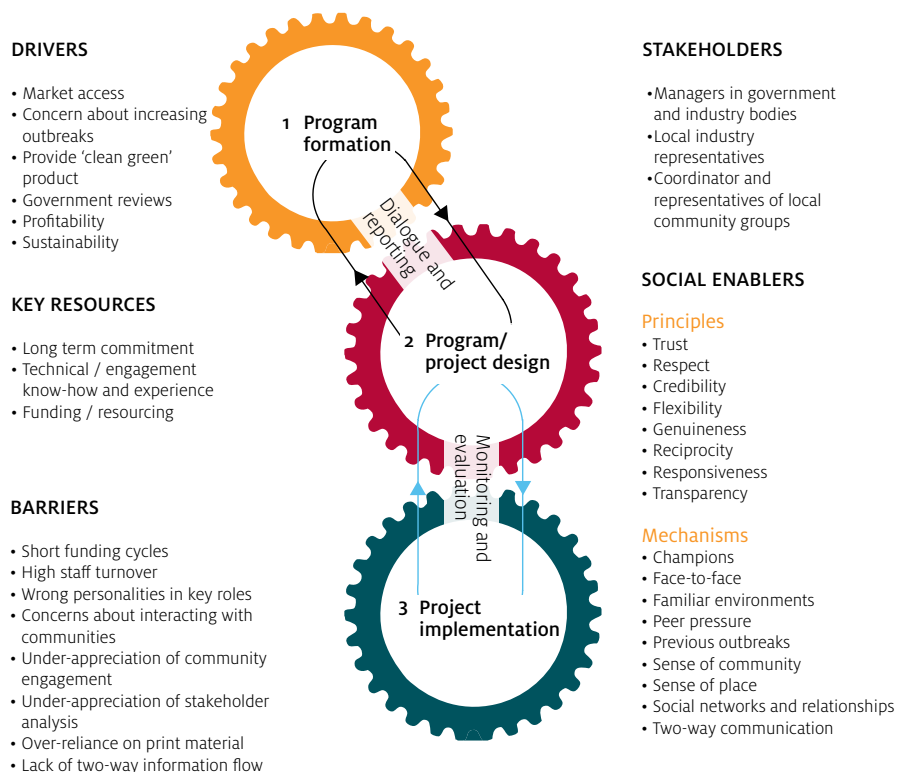 DRIVERS
• Market access
• Concern about increasing
outbreaks
• Provide ‘clean green’
product
• Government reviews
• Profitability
• Sustainability
KEY RESOURCES
• Long term commitment
• Technical / engagement
know-how and experience
• Funding / resourcing
BARRIERS
• Short funding cycles
• High staff turnover
• Wrong personalities in key roles
• Concerns about interacting with
communities
• Under-appreciation of community
engagement
• Under-appreciation of stakeholder
analysis
• Over-reliance on print material
• Lack of two-way information flow
1 Program
formation
Dialogue and
reporting
2 Program/
project design
Monitoring and
evaluation
3 Project
implementation
STAKEHOLDERS
•Managers in government
and industry bodies
•Local industry
representatives
•Coordinator and
representatives of local
community groups
SOCIAL ENABLERS
Principles
• Trust
• Respect
• Credibility
• Flexibility
• Genuineness
• Reciprocity
• Responsiveness
• Transparency
Mechanisms
• Champions
• Face-to-face
• Familiar environments
• Peer pressure
• Previous outbreaks
• Sense of community
• Sense of place
• Social networks and relationships
• Two-way communication